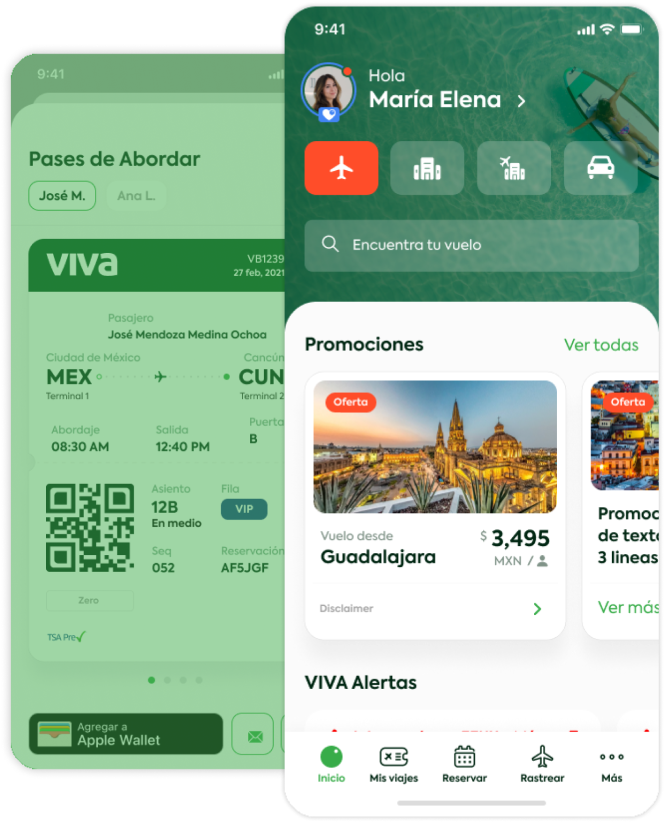 9:41
Pases de Abordar
José M.
Ana L.
VIVA
VB1239
27 feb, 2021
Pasajero
José Mendoza Medina Ochoa
Ciudad de México
Cancún
MEX
CUN
Terminal 1
Terminal 2
Abordaje
Salida
Puerta
08:30 AM
12:40 PM
B
Asiento
Fila
12B
VIP
En medio
Seq
Reservación
052
AF5JGF
Zero
TSA Pre✓
Agregar a
Apple Wallet
9:41
Hola
María Elena
Encuentra tu vuelo
Promociones
Ver todas
Oferta
Vuelo desde
Guadalajara
$ 3,495
MXN /
Disclaimer
Oferta
Promoc
de texto
3 lineas
Ver más
VIVA Alertas
Inicio
Mis viajes
Reservar
Rastrear
Más